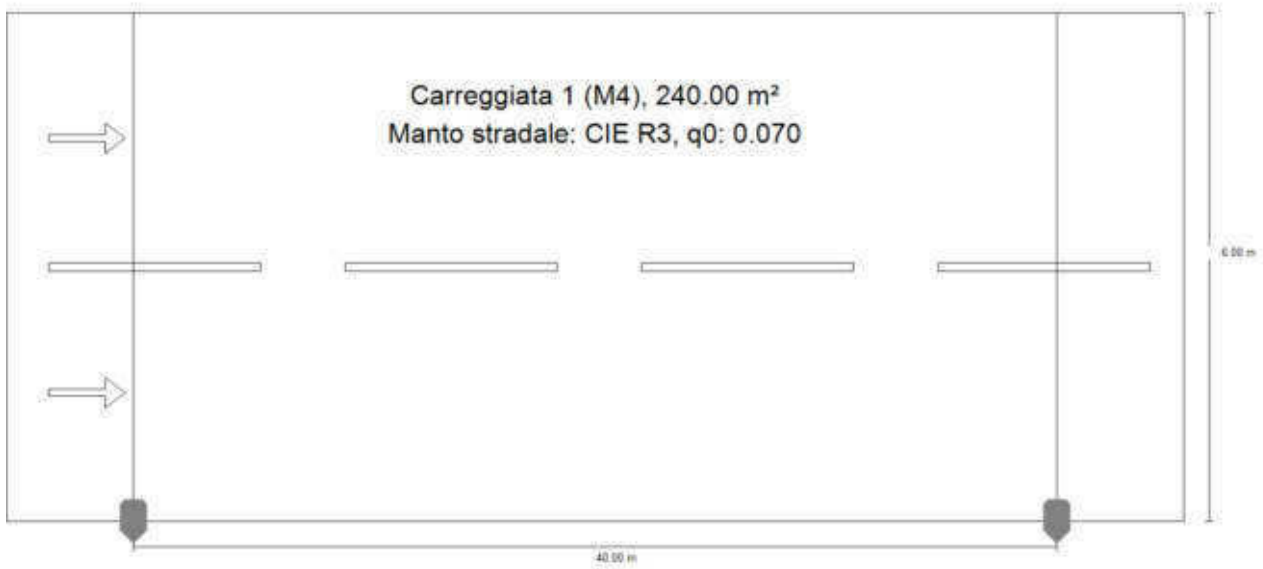 Carreggiata 1 (M4), 240.00 m²
Manto stradale: CIE R3, q0: 0.070
6.00 m
40.00 m